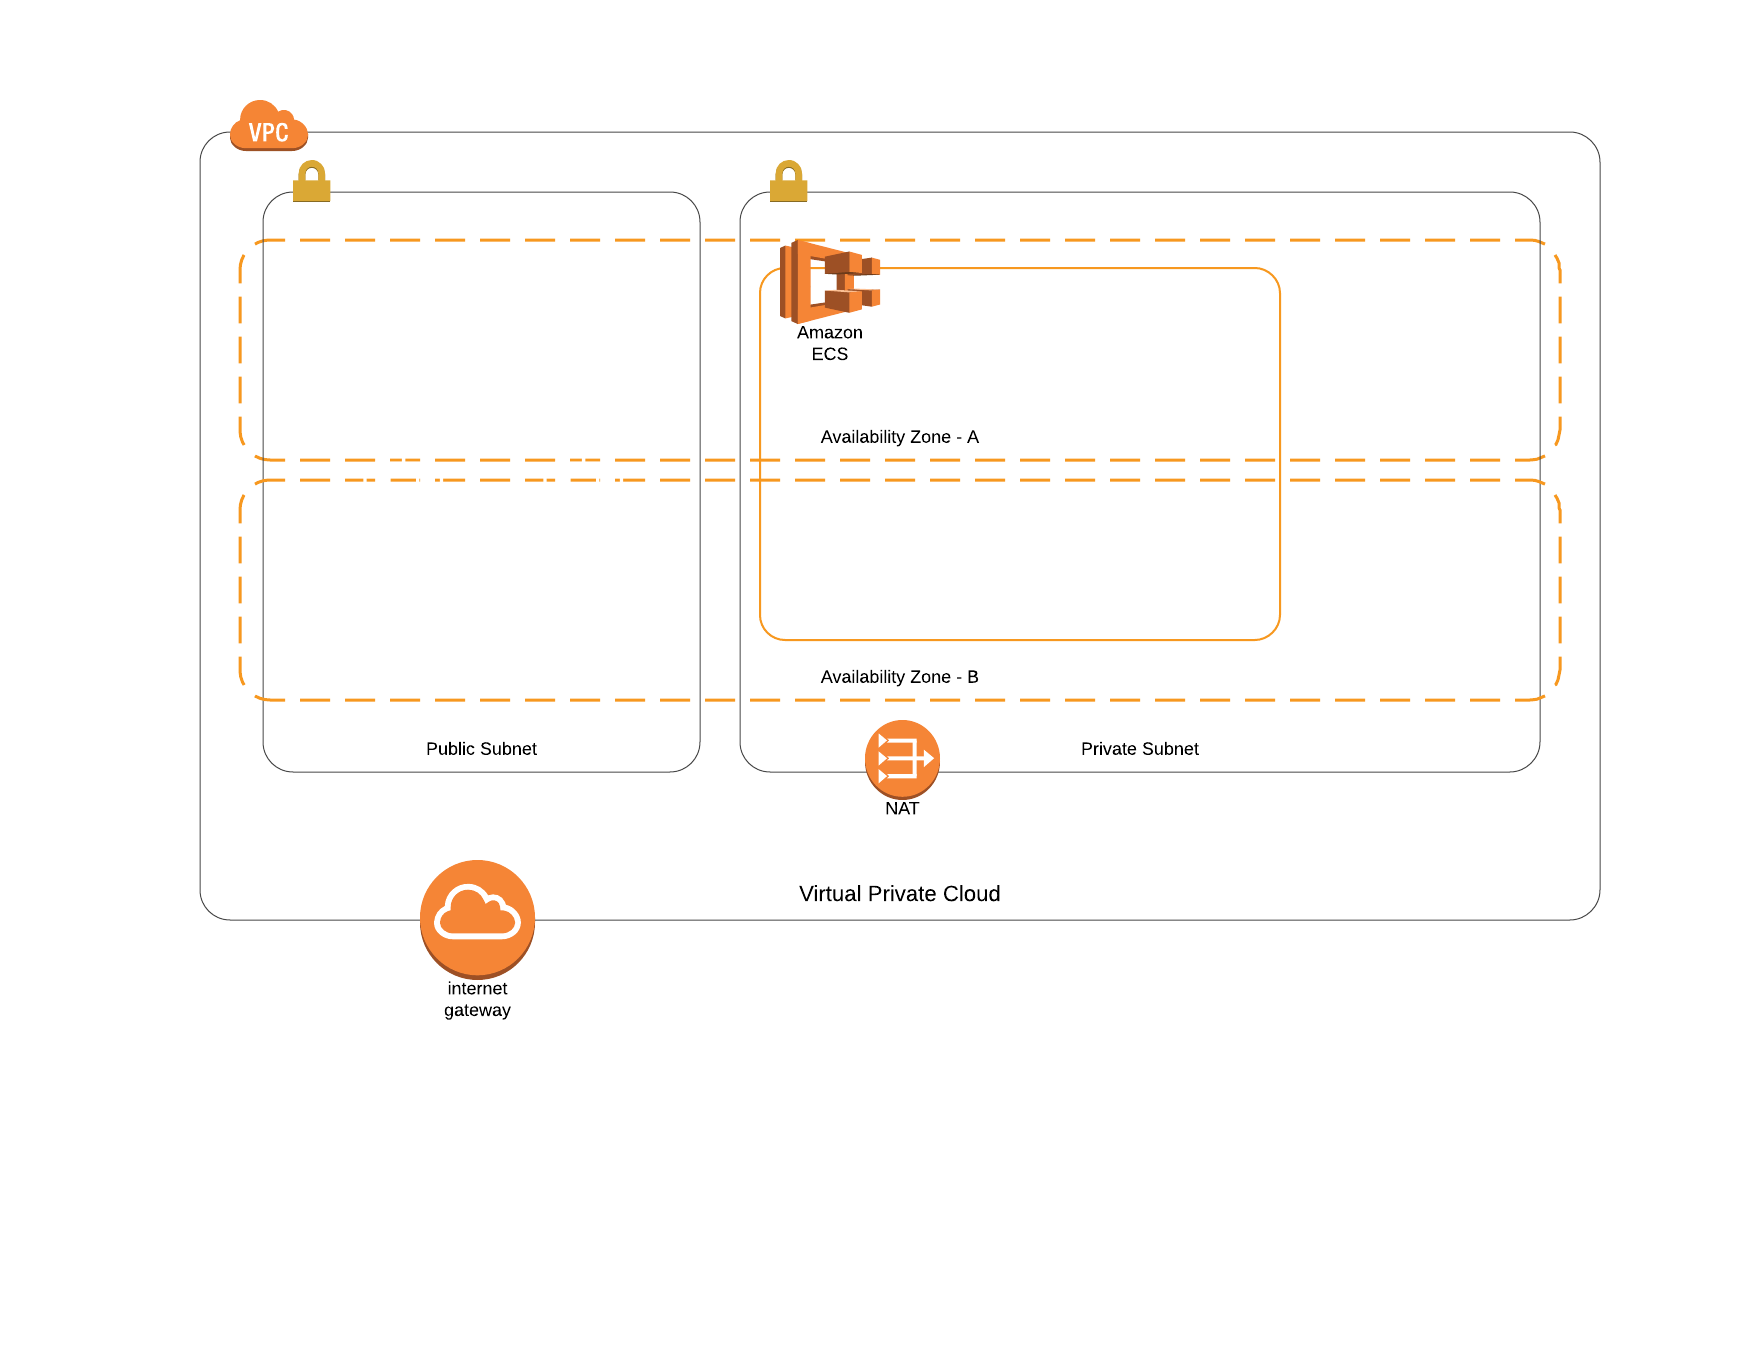 VPC
Amazon
ECS
Availability Zone - A
Availability Zone - B
Public Subnet
Private Subnet
NAT
Virtual Private Cloud
internet
gateway